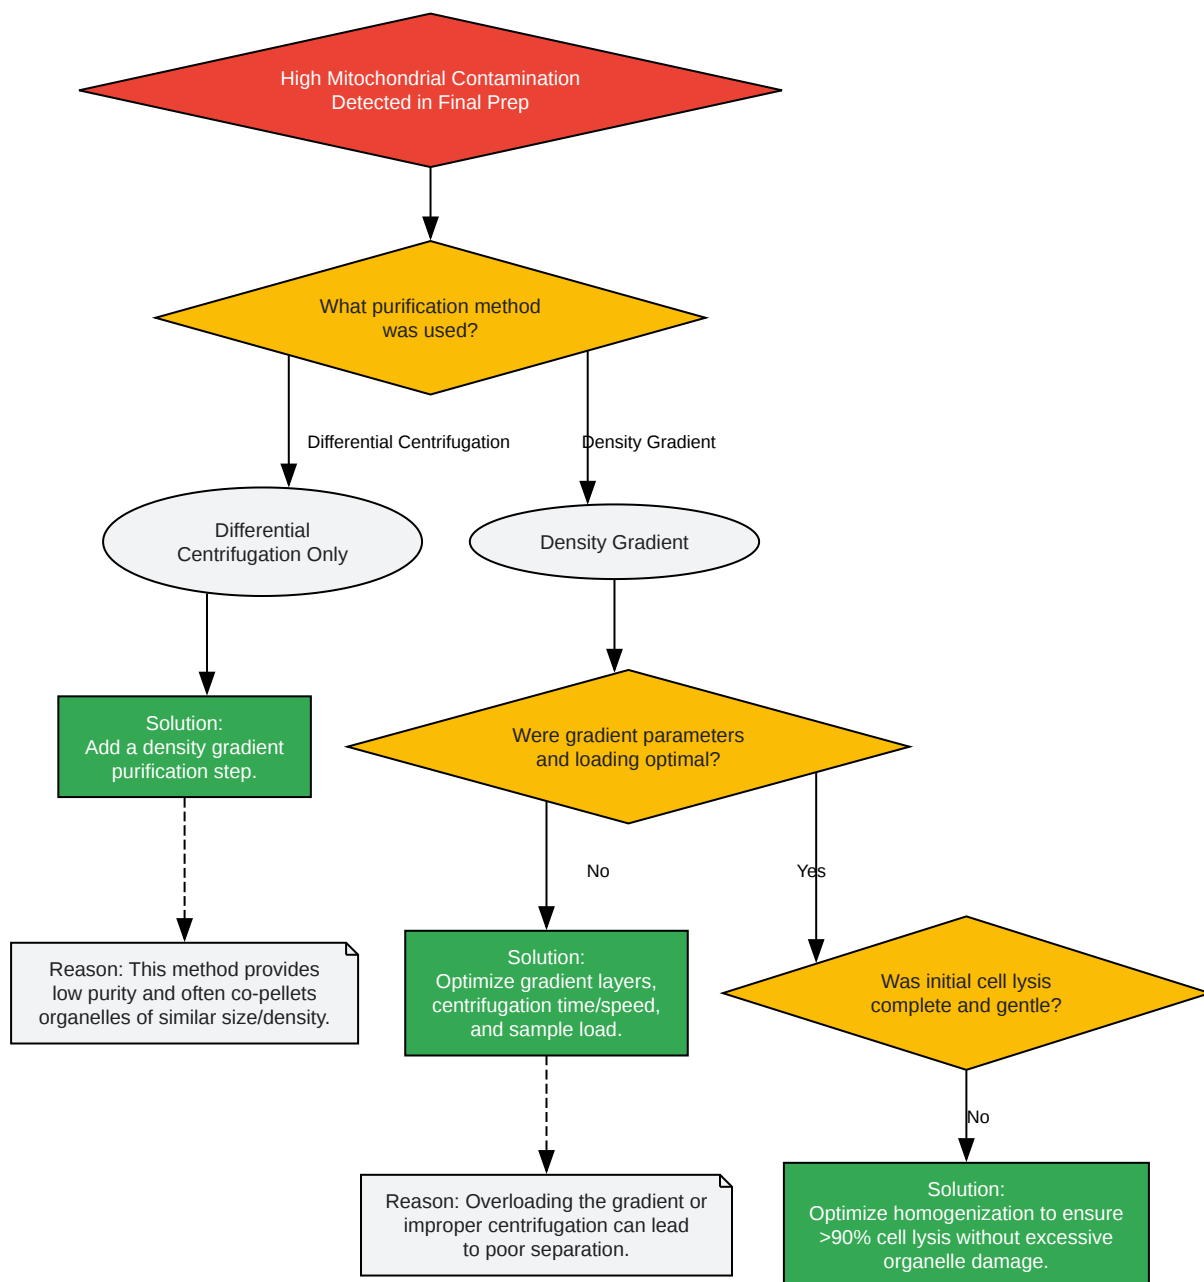 High Mitochondrial Contamination
Detected in Final Prep
What purification method
was used?
Differential Centrifugation
Density Gradient
Differential
Centrifugation Only
Density Gradient
Solution:
Add a density gradient
purification step.
Were gradient parameters
and loading optimal?
No
Yes
Reason: This method provides
low purity and often co-pellets
organelles of similar size/density.
Solution:
Optimize gradient layers,
centrifugation time/speed,
and sample load.
Was initial cell lysis
complete and gentle?
No
Reason: Overloading the gradient or
improper centrifugation can lead
to poor separation.
Solution:
Optimize homogenization to ensure
>90% cell lysis without excessive
organelle damage.